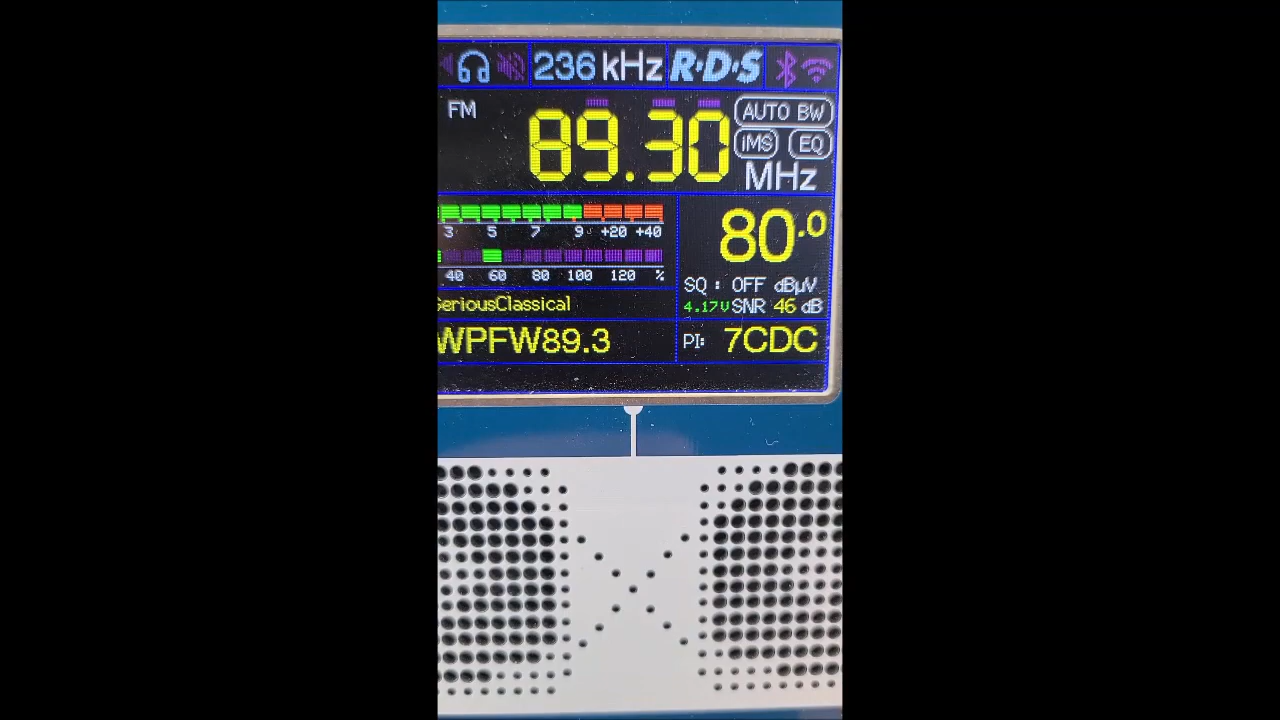 236 kHz R·D·S
FM 89.30 MHz
AUTO BW
iMS EQ
3 5 7 9 +20 +40
80.0
40 60 80 100 120 %
SQ : OFF dBµV
4.17V SNR 46 dB
SeriousClassical
WPFW89.3
PI: 7CDC